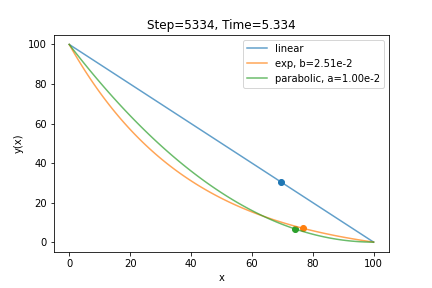 Step=5334, Time=5.334
linear
exp, b=2.51e-2
parabolic, a=1.00e-2
100
80
60
40
20
0
y(x)
0 20 40 60 80 100
x